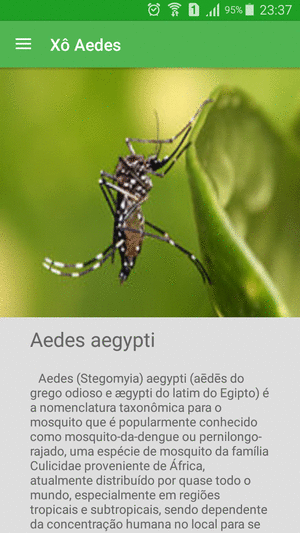 95% 23:37
Xô Aedes
Aedes aegypti
Aedes (Stegomyia) aegypti (aēdēs do
grego odioso e ægypti do latim do Egipto) é
a nomenclatura taxonômica para o
mosquito que é popularmente conhecido
como mosquito-da-dengue ou pernilongo-
rajado, uma espécie de mosquito da família
Culicidae proveniente de África,
atualmente distribuído por quase todo o
mundo, especialmente em regiões
tropicais e subtropicais, sendo dependente
da concentração humana no local para se